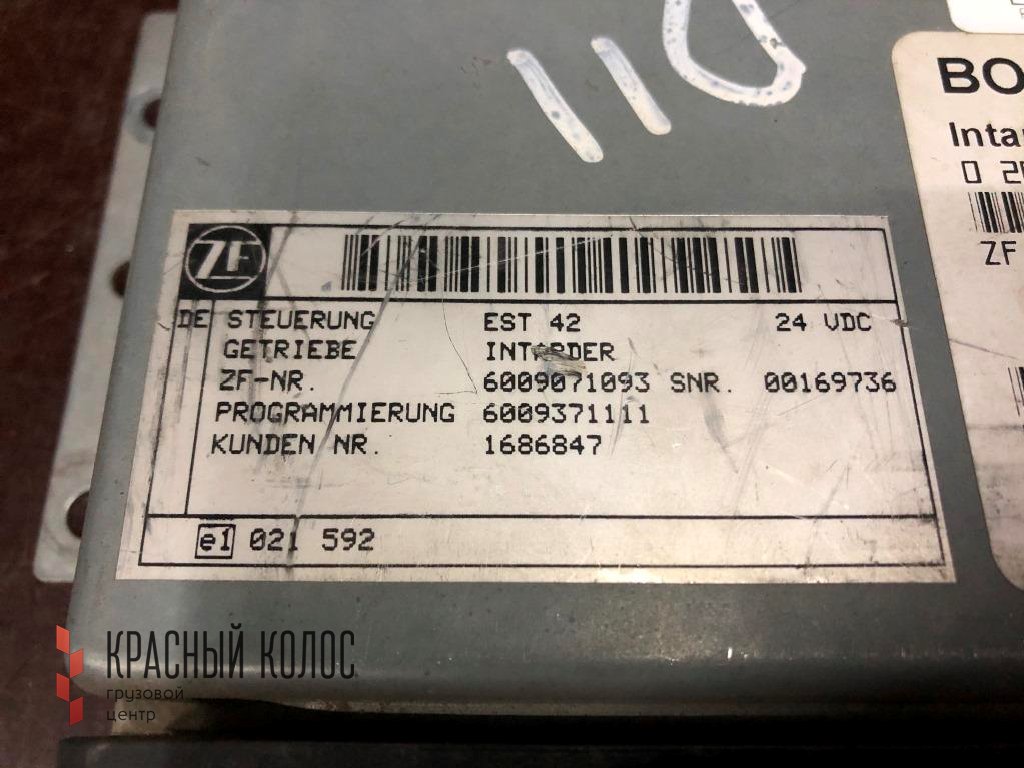 110
BO
Inta
0 2
ZF
ZF
DE STEUERUNG EST 42 24 VDC
GETRIEBE INTARDER
ZF-NR. 6009071093 SNR. 00169736
PROGRAMMIERUNG 6009371111
KUNDEN NR. 1686847
e1 021 592
КРАСНЫЙ КОЛОС
грузовой
центр